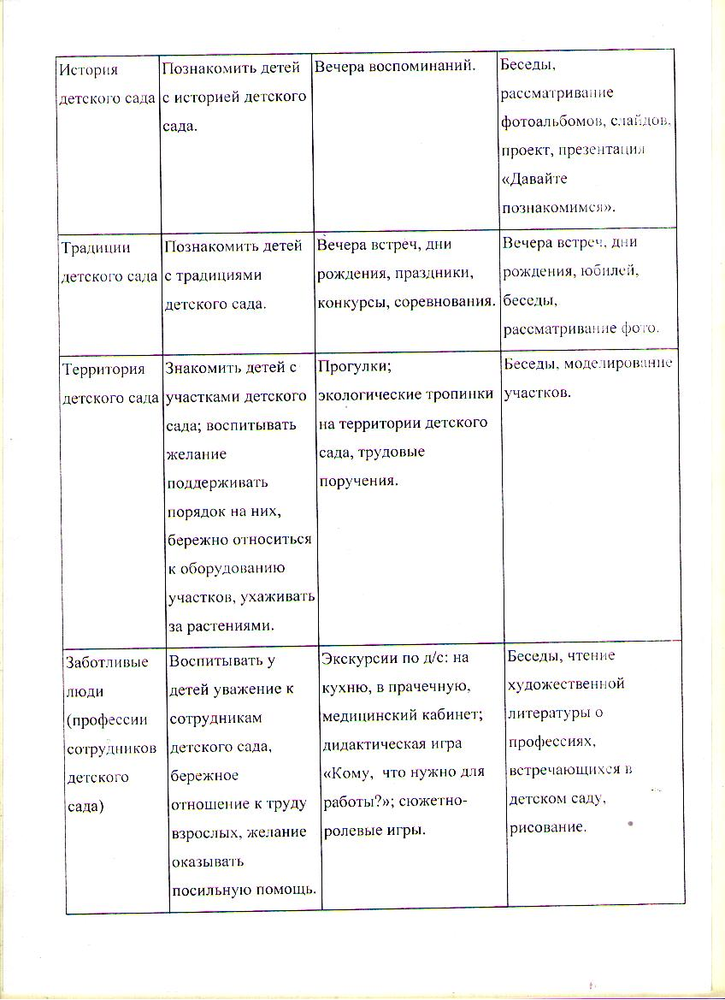 История
детского сада
Познакомить детей
с историей детского
сада.
Вечера воспоминаний.
Беседы,
рассматривание
фотоальбомов, слайдов,
проект, презентация
«Давайте
познакомимся».
Традиции
детского сада
Познакомить детей
с традициями
детского сада.
Вечера встреч, дни
рождения, праздники,
конкурсы, соревнования.
Вечера встреч, дни
рождения, юбилей,
беседы,
рассматривание фото.
Территория
детского сада
Знакомить детей с
участками детского
сада; воспитывать
желание
поддерживать
порядок на них,
бережно относиться
к оборудованию
участков, ухаживать
за растениями.
Прогулки;
экологические тропинки
на территории детского
сада, трудовые
поручения.
Беседы, моделирование
участков.
Заботливые
люди
(профессии
сотрудников
детского
сада)
Воспитывать у
детей уважение к
сотрудникам
детского сада,
бережное
отношение к труду
взрослых, желание
оказывать
посильную помощь.
Экскурсии по д/с: на
кухню, в прачечную,
медицинский кабинет;
дидактическая игра
«Кому, что нужно для
работы?»; сюжетно-
ролевые игры.
Беседы, чтение
художественной
литературы о
профессиях,
встречающихся в
детском саду,
рисование.